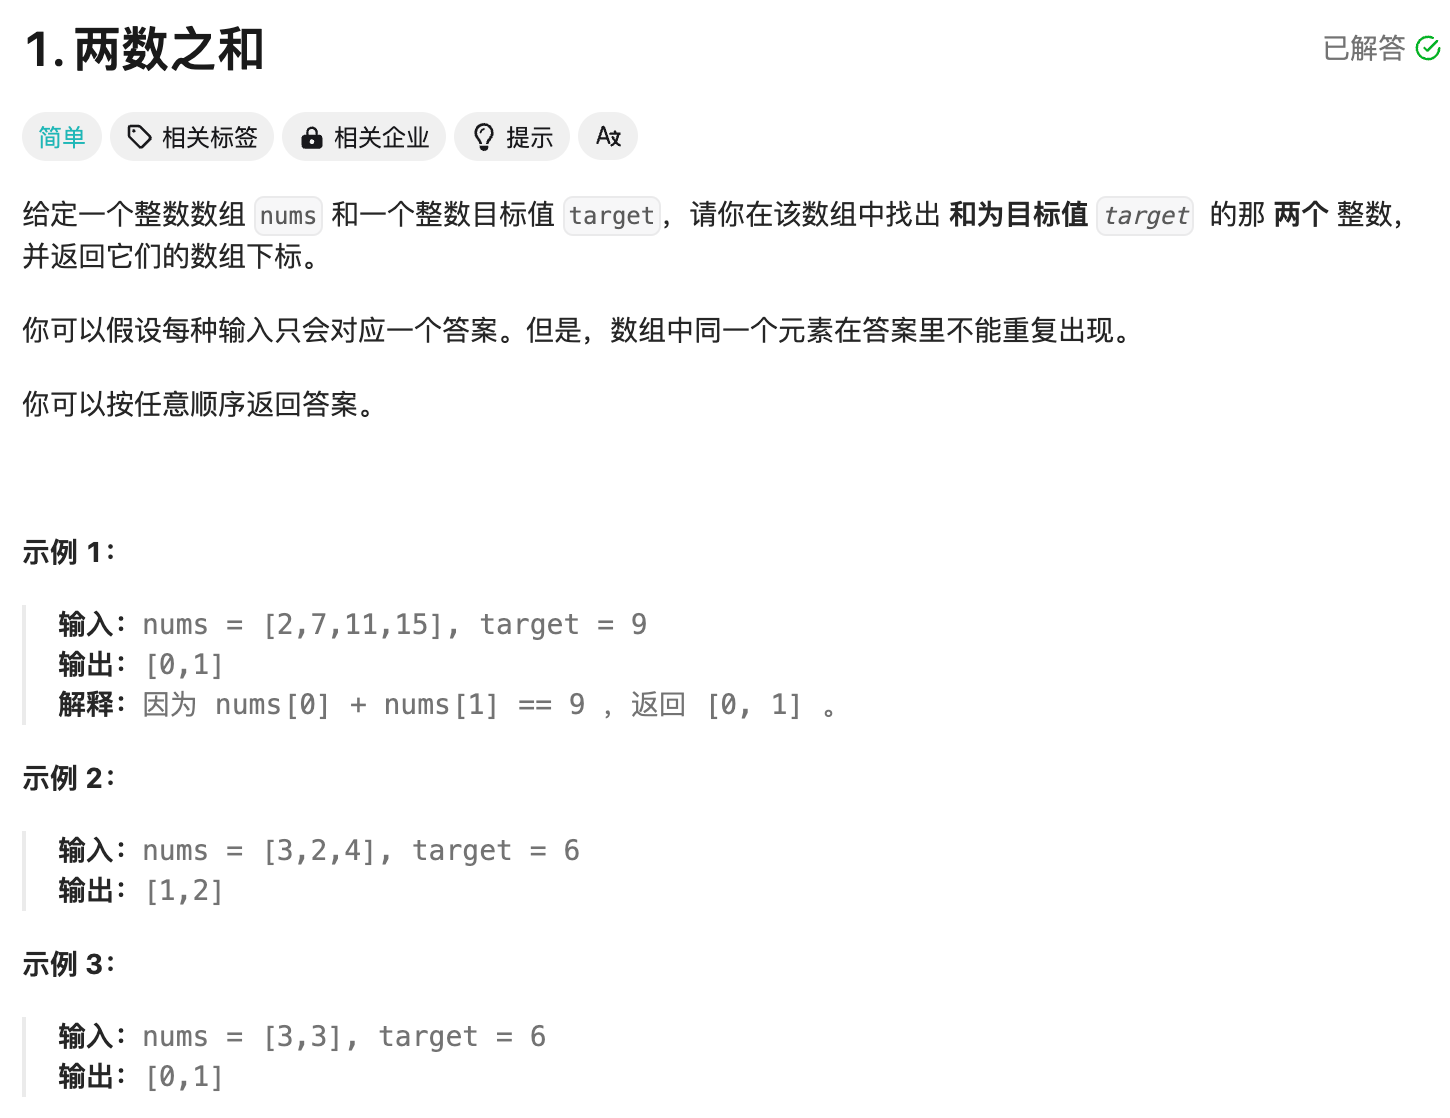 1. 两数之和
已解答
简单 相关标签 相关企业 提示 A文
给定一个整数数组 nums 和一个整数目标值 target，请你在该数组中找出 和为目标值 target 的那 两个 整数，
并返回它们的数组下标。
你可以假设每种输入只会对应一个答案。但是，数组中同一个元素在答案里不能重复出现。
你可以按任意顺序返回答案。
示例 1：
输入：nums = [2,7,11,15], target = 9
输出：[0,1]
解释：因为 nums[0] + nums[1] == 9 ，返回 [0, 1] 。
示例 2：
输入：nums = [3,2,4], target = 6
输出：[1,2]
示例 3：
输入：nums = [3,3], target = 6
输出：[0,1]